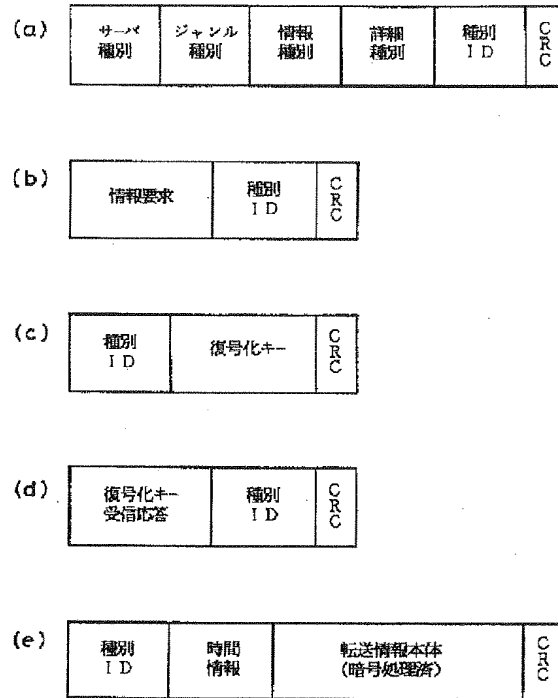 (a)
サーバ
種別
ジャンル
種別
情報
種別
詳細
種別
種別
ID
CRC
(b)
情報要求
種別
ID
CRC
(c)
種別
ID
復号化キー
CRC
(d)
復号化キー
受信応答
種別
ID
CRC
(e)
種別
ID
時間
情報
転送情報本体
(暗号処理済)
CRC